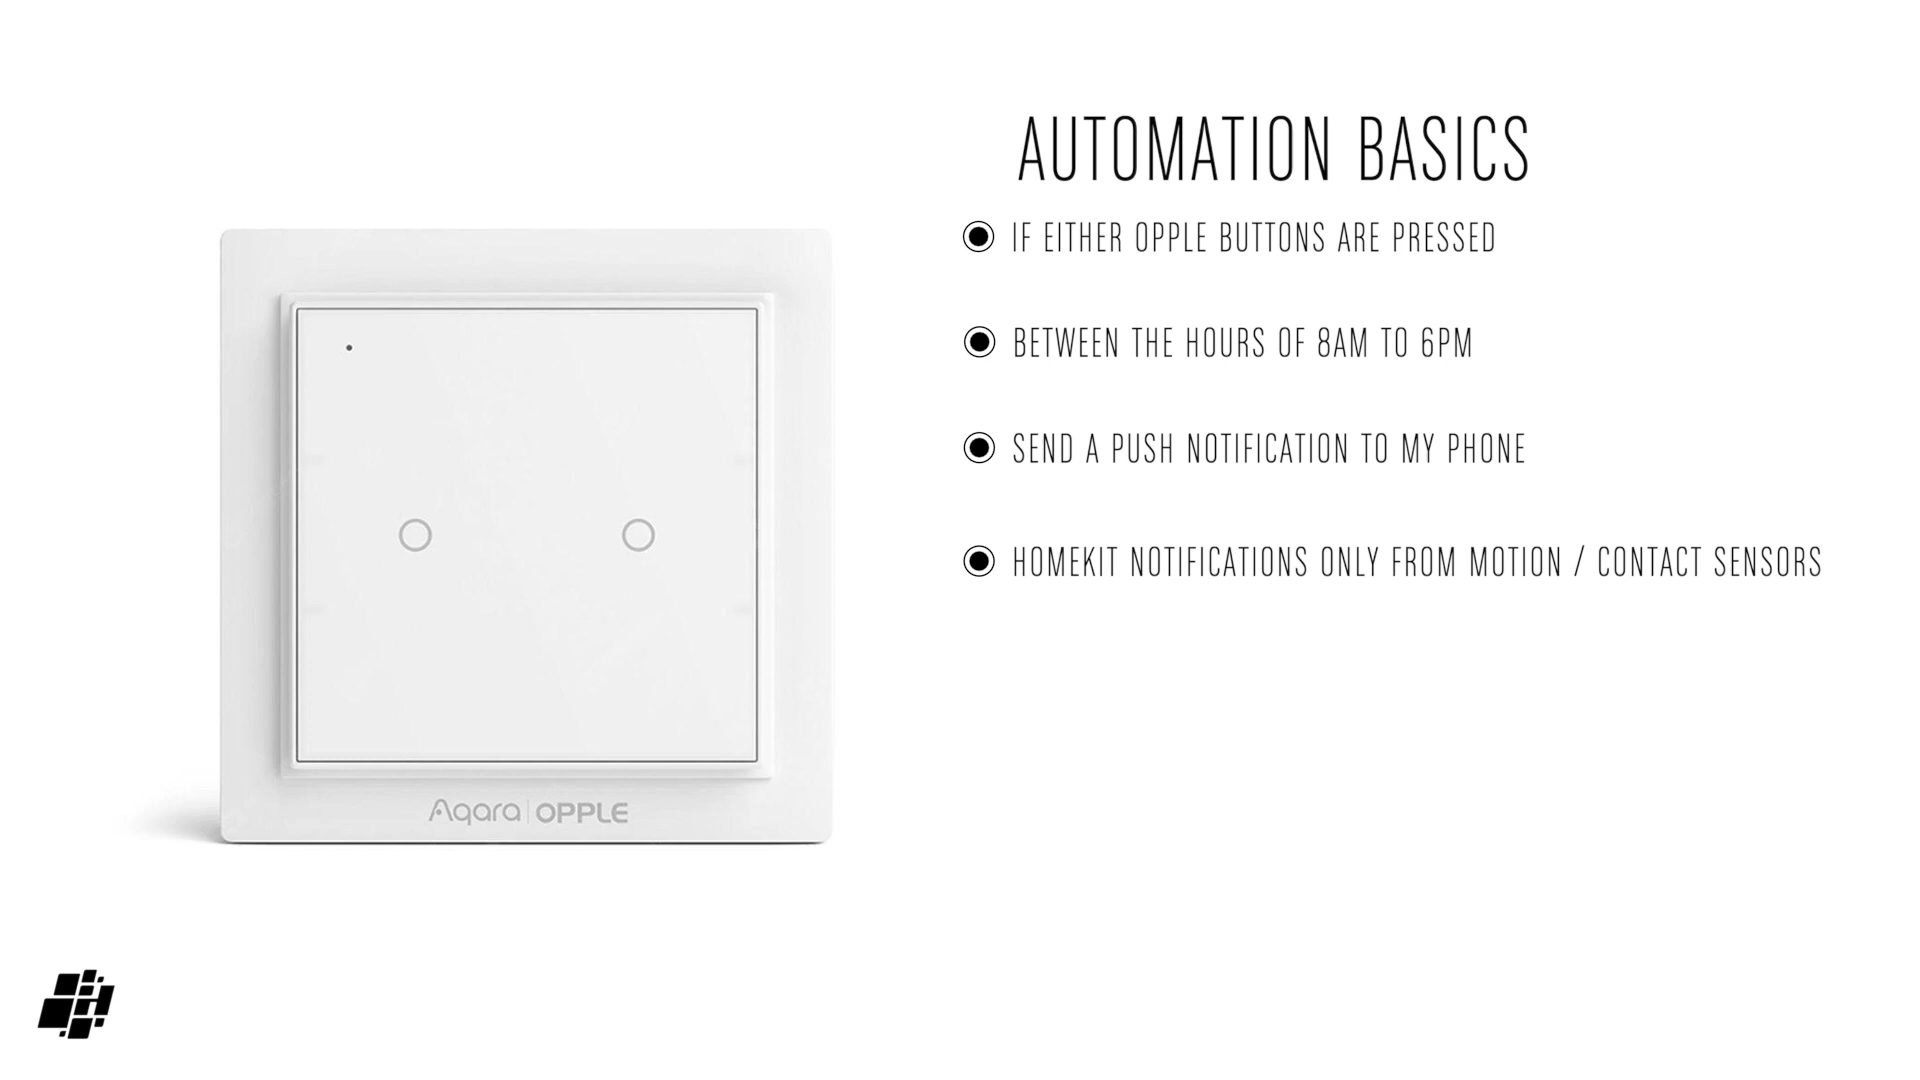 AUTOMATION BASICS
IF EITHER OPPLE BUTTONS ARE PRESSED
BETWEEN THE HOURS OF 8AM TO 6PM
SEND A PUSH NOTIFICATION TO MY PHONE
HOMEKIT NOTIFICATIONS ONLY FROM MOTION / CONTACT SENSORS
Aqara | OPPLE